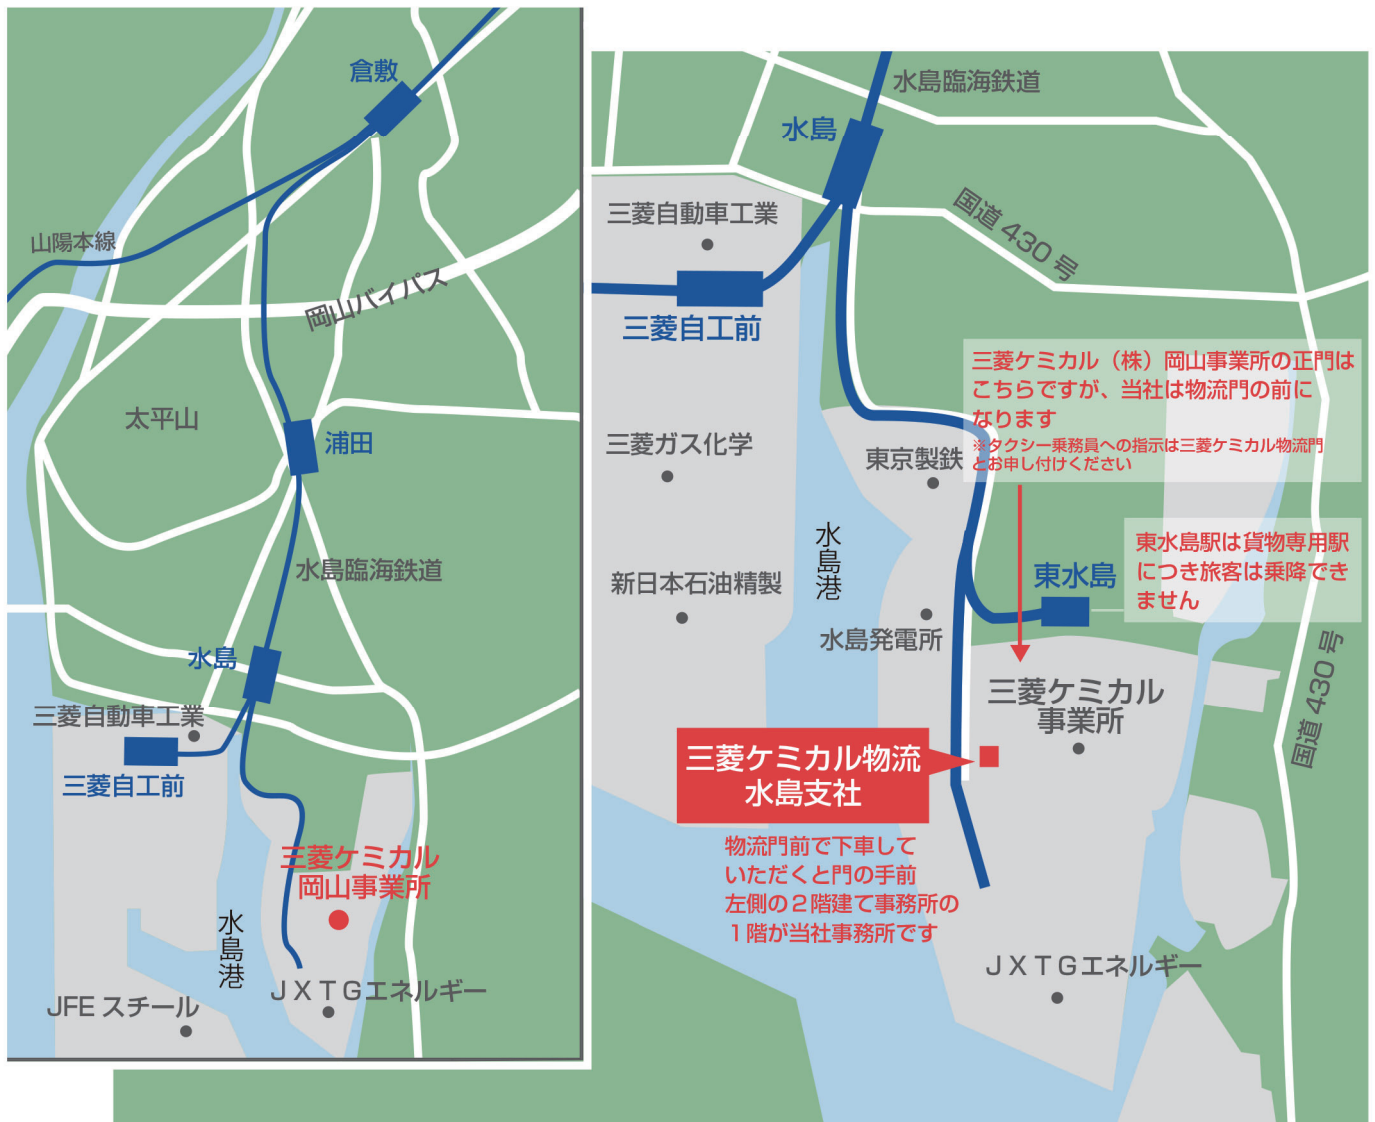 倉敷
山陽本線
岡山バイパス
太平山
浦田
水島臨海鉄道
水島
三菱自動車工業
三菱自工前
三菱ケミカル
岡山事業所
水島港
JXTGエネルギー
JFEスチール
水島臨海鉄道
水島
国道430号
三菱自動車工業
三菱自工前
三菱ケミカル（株）岡山事業所の正門は
こちらですが、当社は物流門の前に
なります
※タクシー乗務員への指示は三菱ケミカル物流門
とお申し付けください
三菱ガス化学
東京製鉄
水島港
東水島駅は貨物専用駅
につき旅客は乗降でき
ません
東水島
新日本石油精製
水島発電所
国道430号
三菱ケミカル
事業所
三菱ケミカル物流
水島支社
物流門前で下車して
いただくと門の手前
左側の２階建て事務所の
１階が当社事務所です
JXTGエネルギー